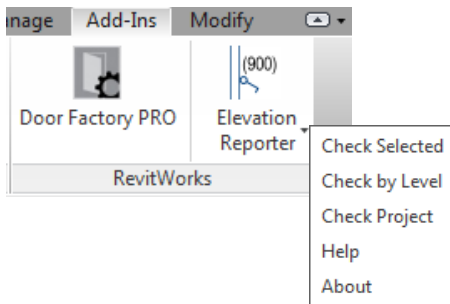 nage Add-Ins Modify
(900)
Door Factory PRO
Elevation
Reporter
RevitWorks
Check Selected
Check by Level
Check Project
Help
About